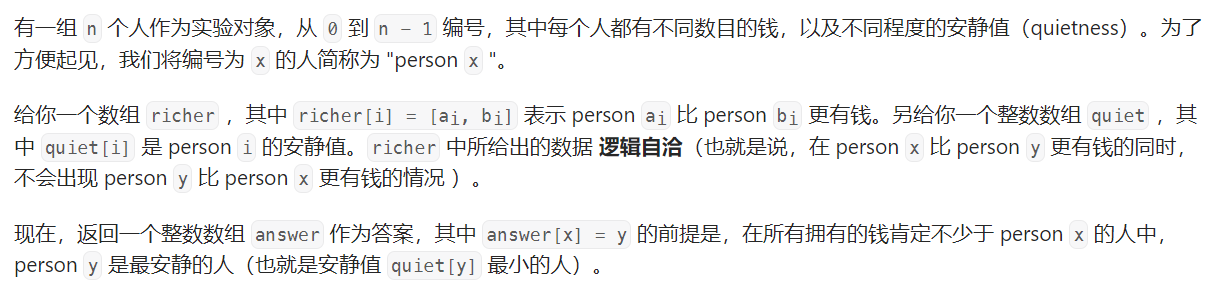 有一组 n 个人作为实验对象，从 0 到 n - 1 编号，其中每个人都有不同数目的钱，以及不同程度的安静值（quietness）。为了
方便起见，我们将编号为 x 的人简称为 "person x "。
给你一个数组 richer ，其中 richer[i] = [ai, bi] 表示 person ai 比 person bi 更有钱。另给你一个整数数组 quiet ，其
中 quiet[i] 是 person i 的安静值。richer 中所给出的数据 逻辑自洽（也就是说，在 person x 比 person y 更有钱的同时，
不会出现 person y 比 person x 更有钱的情况 ）。
现在，返回一个整数数组 answer 作为答案，其中 answer[x] = y 的前提是，在所有拥有的钱肯定不少于 person x 的人中，
person y 是最安静的人（也就是安静值 quiet[y] 最小的人）。